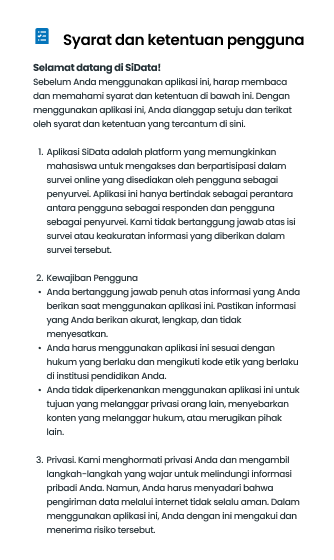 Syarat dan ketentuan pengguna
Selamat datang di SiData!
Sebelum Anda menggunakan aplikasi ini, harap membaca
dan memahami syarat dan ketentuan di bawah ini. Dengan
menggunakan aplikasi ini, Anda dianggap setuju dan terikat
oleh syarat dan ketentuan yang tercantum di sini.
1. Aplikasi SiData adalah platform yang memungkinkan
mahasiswa untuk mengakses dan berpartisipasi dalam
survei online yang disediakan oleh pengguna sebagai
penyurvei. Aplikasi ini hanya bertindak sebagai perantara
antara pengguna sebagai responden dan pengguna
sebagai penyurvei. Kami tidak bertanggung jawab atas isi
survei atau keakuratan informasi yang diberikan dalam
survei tersebut.
2. Kewajiban Pengguna
• Anda bertanggung jawab penuh atas informasi yang Anda
berikan saat menggunakan aplikasi ini. Pastikan informasi
yang Anda berikan akurat, lengkap, dan tidak
menyesatkan.
• Anda harus menggunakan aplikasi ini sesuai dengan
hukum yang berlaku dan mengikuti kode etik yang berlaku
di institusi pendidikan Anda.
• Anda tidak diperkenankan menggunakan aplikasi ini untuk
tujuan yang melanggar privasi orang lain, menyebarkan
konten yang melanggar hukum, atau merugikan pihak
lain.
3. Privasi. Kami menghormati privasi Anda dan mengambil
langkah-langkah yang wajar untuk melindungi informasi
pribadi Anda. Namun, Anda harus menyadari bahwa
pengiriman data melalui internet tidak selalu aman. Dalam
menggunakan aplikasi ini, Anda dengan ini mengakui dan
menerima risiko tersebut.